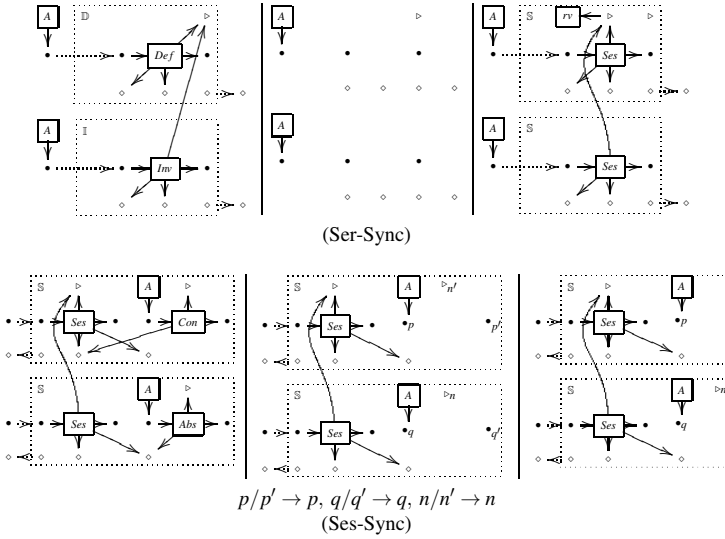 A 𝔻 ▷ A ▷ A 𝕊 rv ▷ ▷
Def Ses
A 𝕀 A A 𝕊
Inv Ses
(Ser-Sync)
𝕊 ▷ A ▷ 𝕊 ▷ A ▷n′ 𝕊 ▷ A
Ses Con Ses p p′ Ses p
𝕊 A ▷ 𝕊 A ▷n 𝕊 A ▷n
Ses Abs Ses q q′ Ses q
p/p′ → p, q/q′ → q, n/n′ → n
(Ses-Sync)